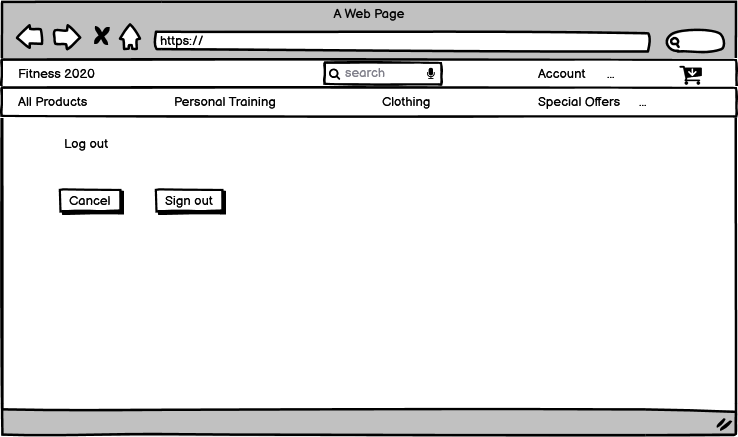 A Web Page
https://
Fitness 2020 search Account ...
All Products Personal Training Clothing Special Offers ...
Log out
Cancel Sign out